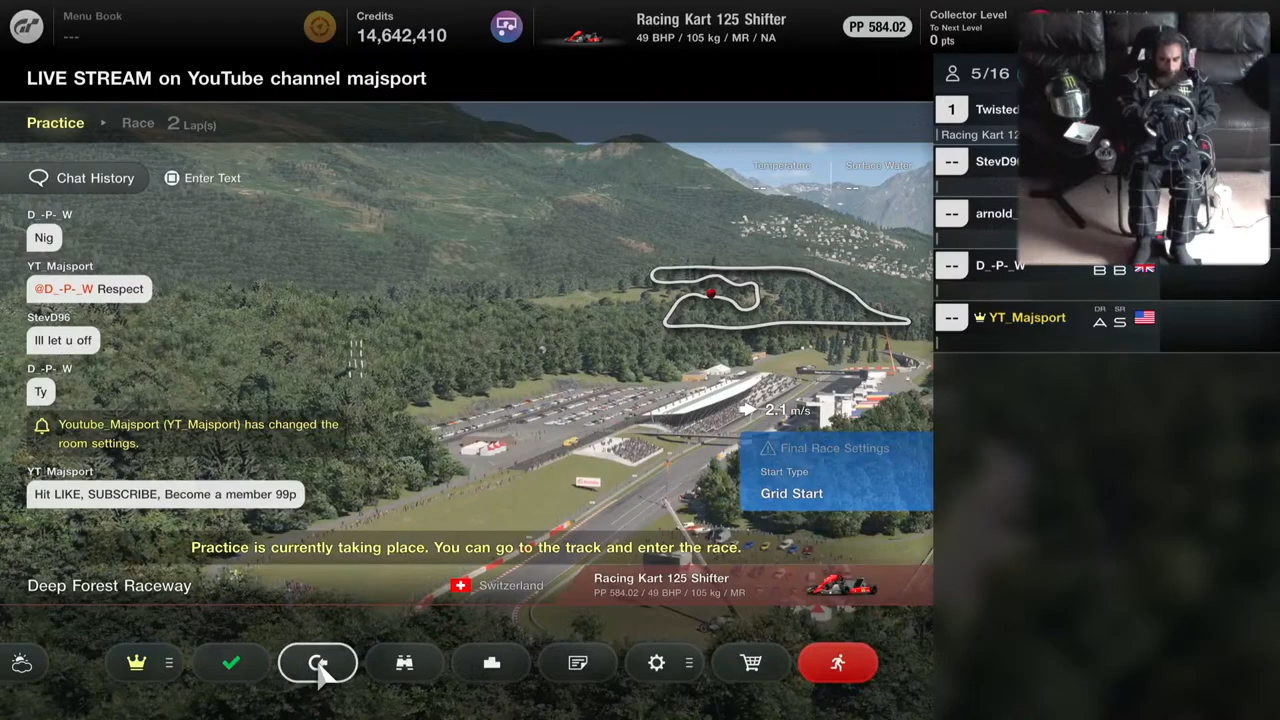 Menu Book
---
Credits
14,642,410
Racing Kart 125 Shifter
49 BHP / 105 kg / MR / NA
PP 584.02
Collector Level
To Next Level
0 pts
LIVE STREAM on YouTube channel majsport
Practice
Race 2 Lap(s)
Chat History
Enter Text
Temperature
--
Surface Water
--
D_-P-_W
Nig
YT_Majsport
@D_-P-_W Respect
StevD96
Ill let u off
D_-P-_W
Ty
Youtube_Majsport (YT_Majsport) has changed the
room settings.
YT_Majsport
Hit LIKE, SUBSCRIBE, Become a member 99p
2.1 m/s
Final Race Settings
Start Type
Grid Start
Practice is currently taking place. You can go to the track and enter the race.
Deep Forest Raceway
Switzerland
Racing Kart 125 Shifter
PP 584.02 / 49 BHP / 105 kg / MR
5/16
1 Twisted
Racing Kart 12
-- StevD9
-- arnold_
-- D_-P-_W
B B
-- YT_Majsport
DR SR
A S